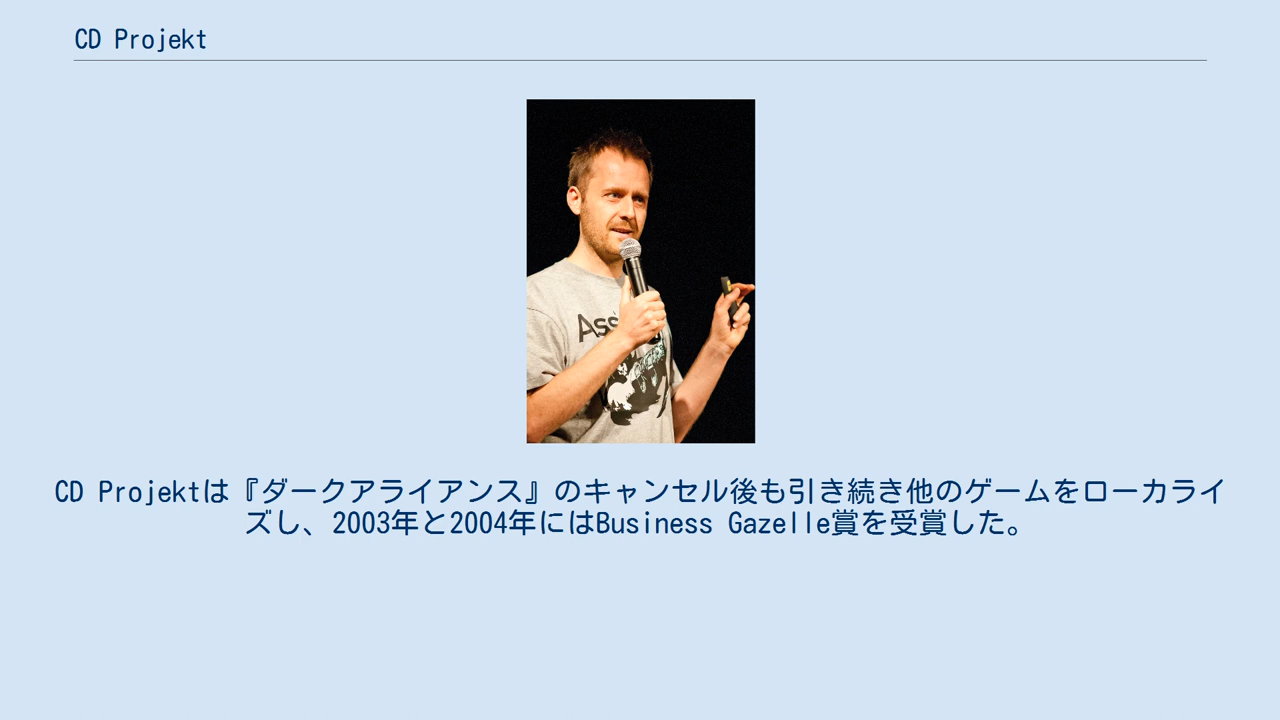 CD Projekt
Ass
CD Projektは『ダークアライアンス』のキャンセル後も引き続き他のゲームをローカライ
ズし、2003年と2004年にはBusiness Gazelle賞を受賞した。